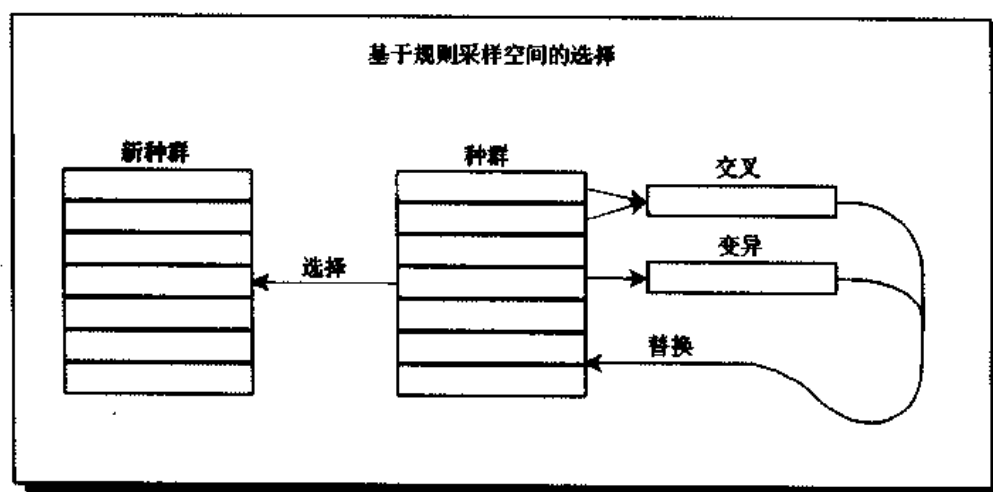 基于规则采样空间的选择
新种群
种群
交叉
变异
选择
替换